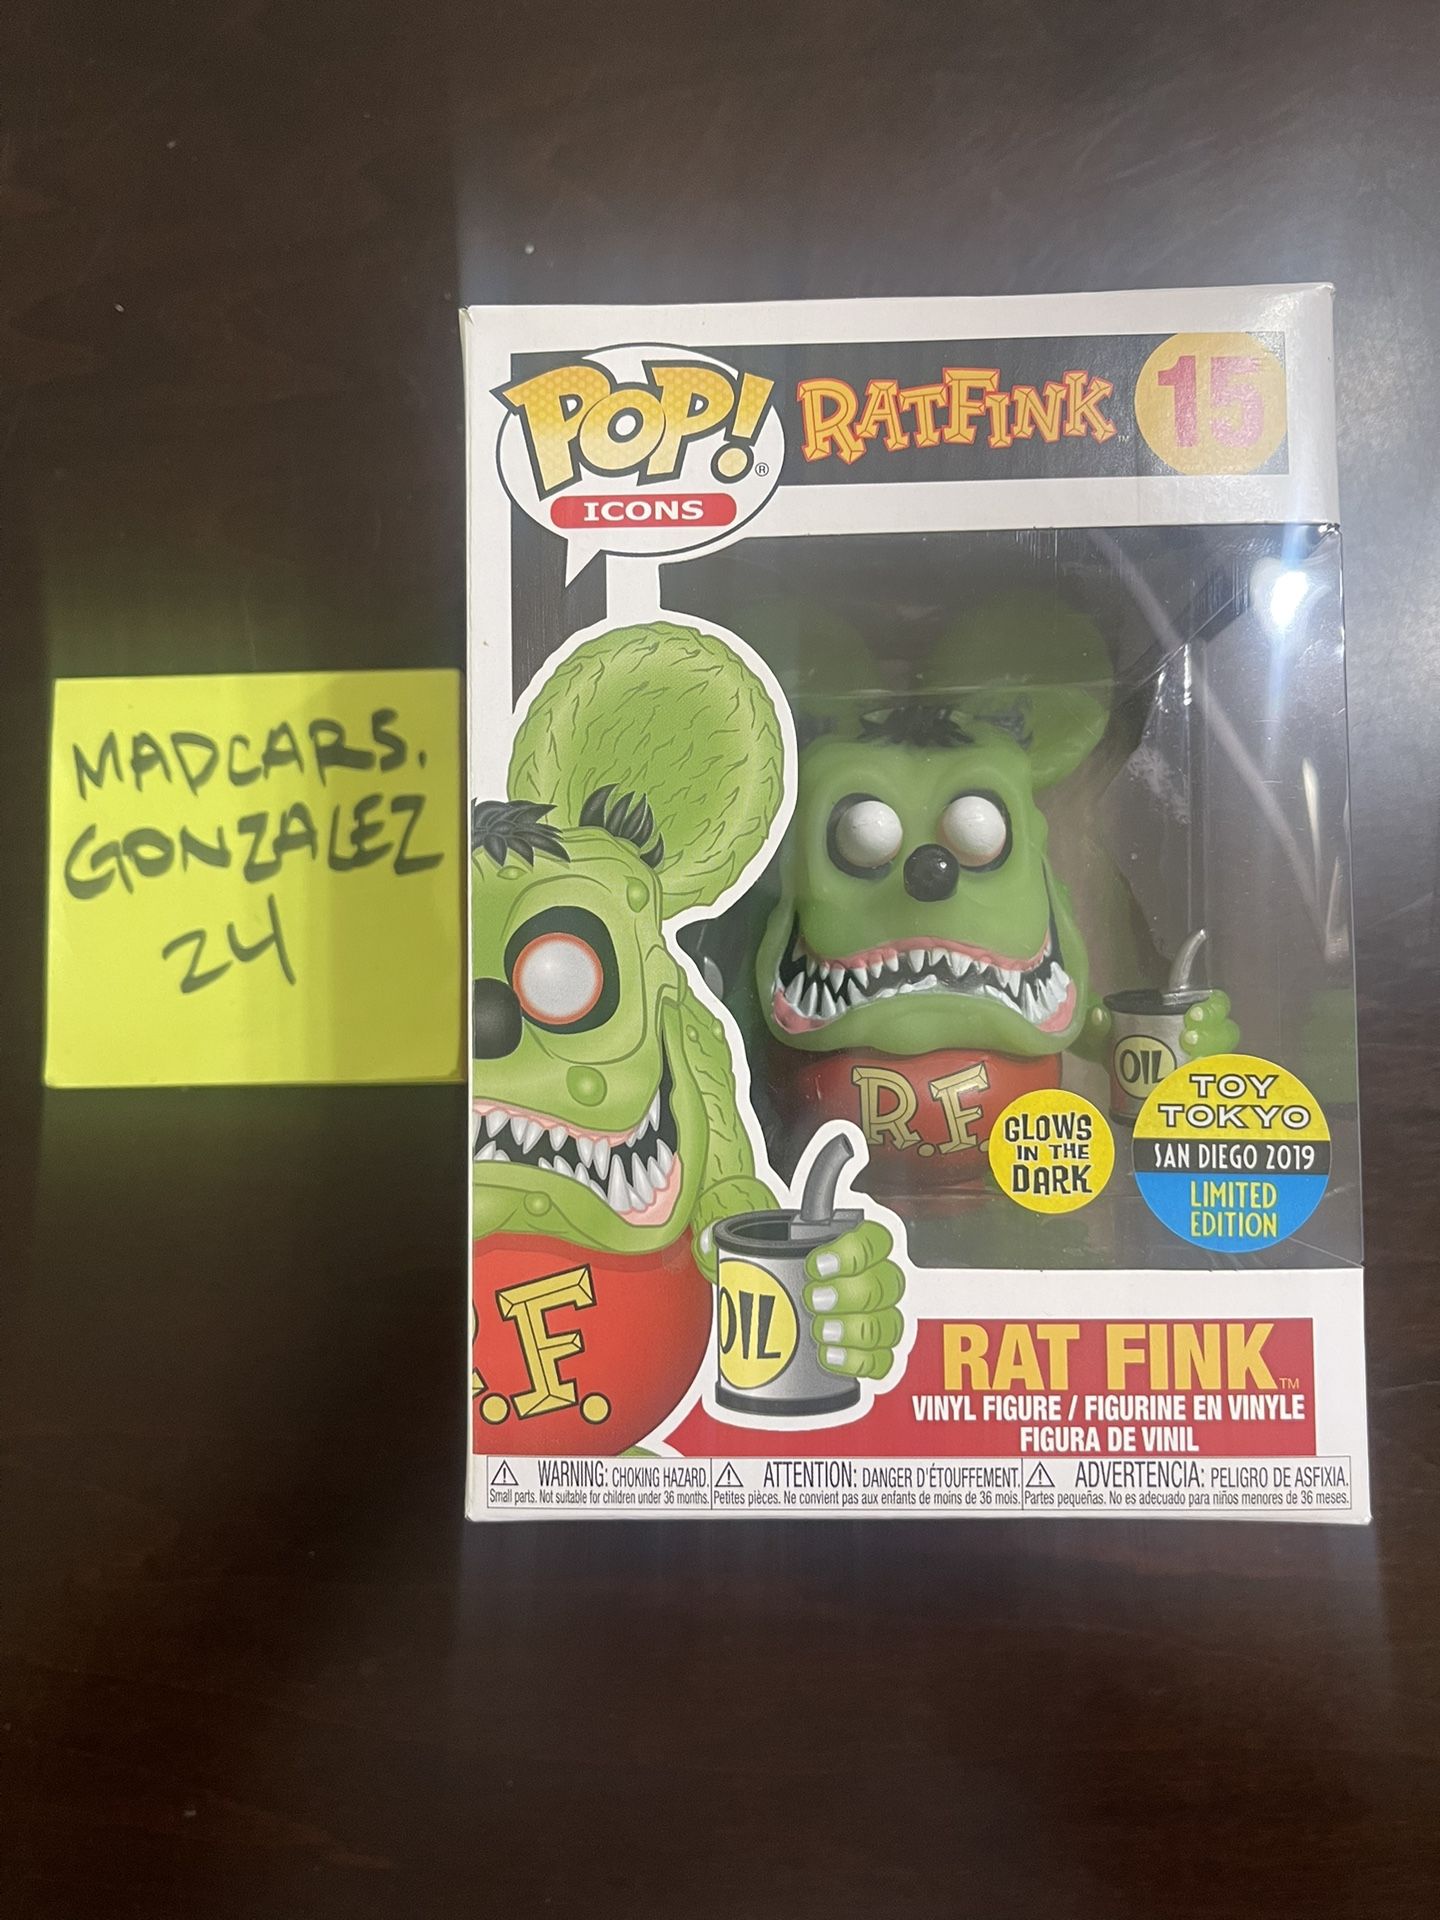 MADCARS.
GONZALEZ
24
POP!®
ICONS
RATFINK™
15
R.F.
OIL
GLOWS
IN THE
DARK
TOY
TOKYO
SAN DIEGO 2019
LIMITED
EDITION
.F.
OIL
RAT FINK™
VINYL FIGURE / FIGURINE EN VINYLE
FIGURA DE VINIL
WARNING: CHOKING HAZARD.
Small parts. Not suitable for children under 36 months.
ATTENTION: DANGER D'ÉTOUFFEMENT.
Petites pièces. Ne convient pas aux enfants de moins de 36 mois.
ADVERTENCIA: PELIGRO DE ASFIXIA.
Partes pequeñas. No es adecuado para niños menores de 36 meses.